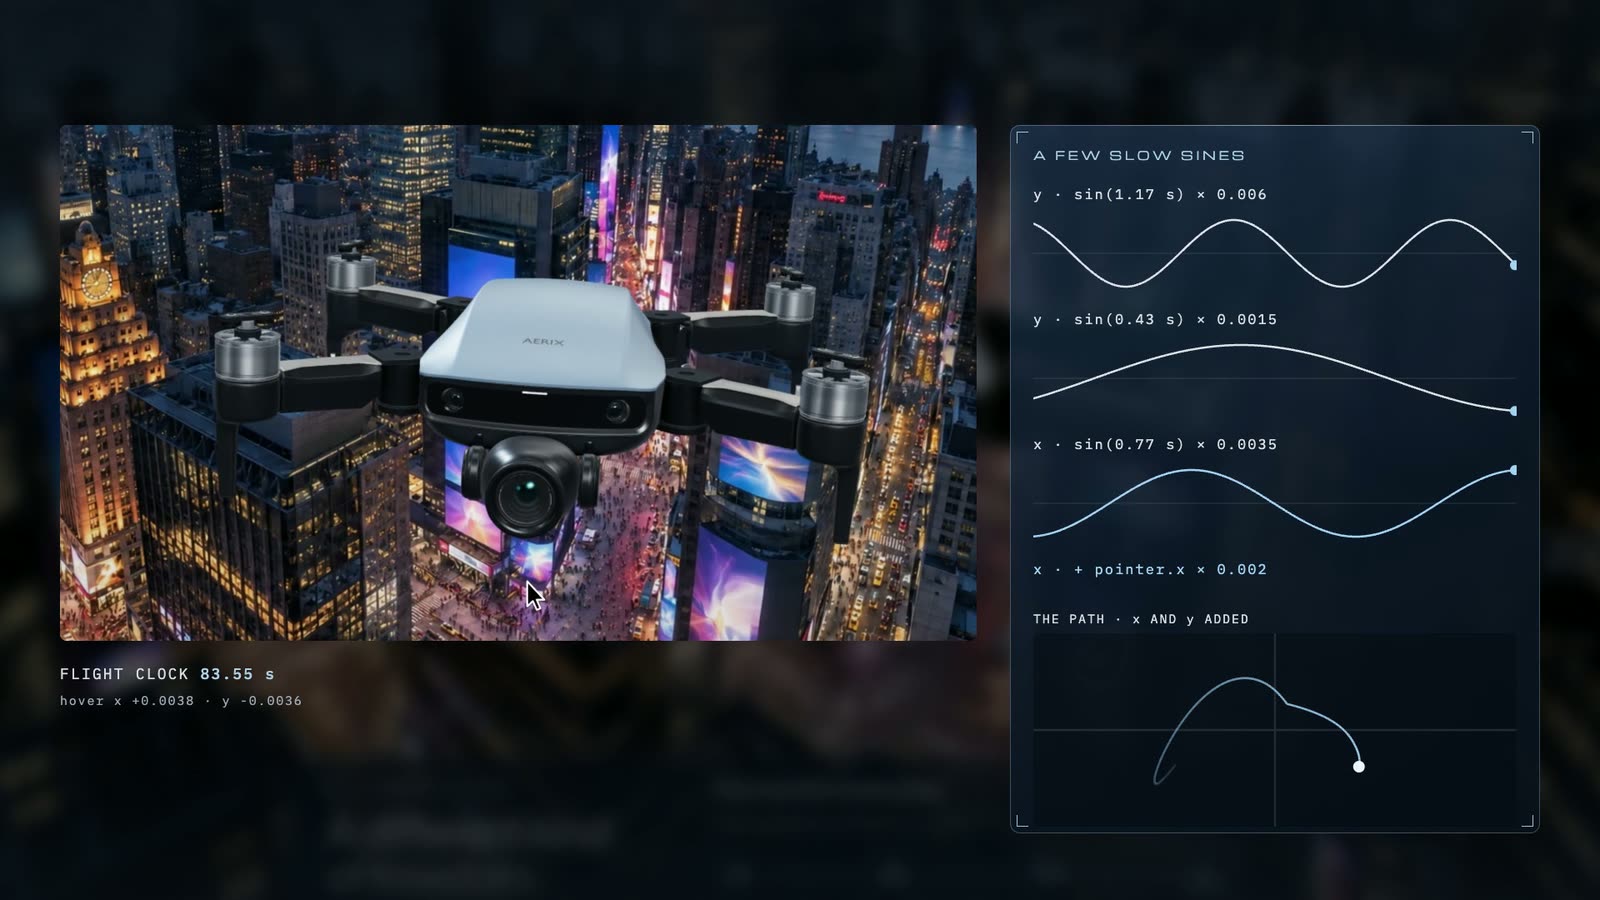 AERIX
FLIGHT CLOCK 83.55 s
hover x +0.0038 · y -0.0036
A FEW SLOW SINES
y · sin(1.17 s) × 0.006
y · sin(0.43 s) × 0.0015
x · sin(0.77 s) × 0.0035
x · + pointer.x × 0.002
THE PATH · x AND y ADDED